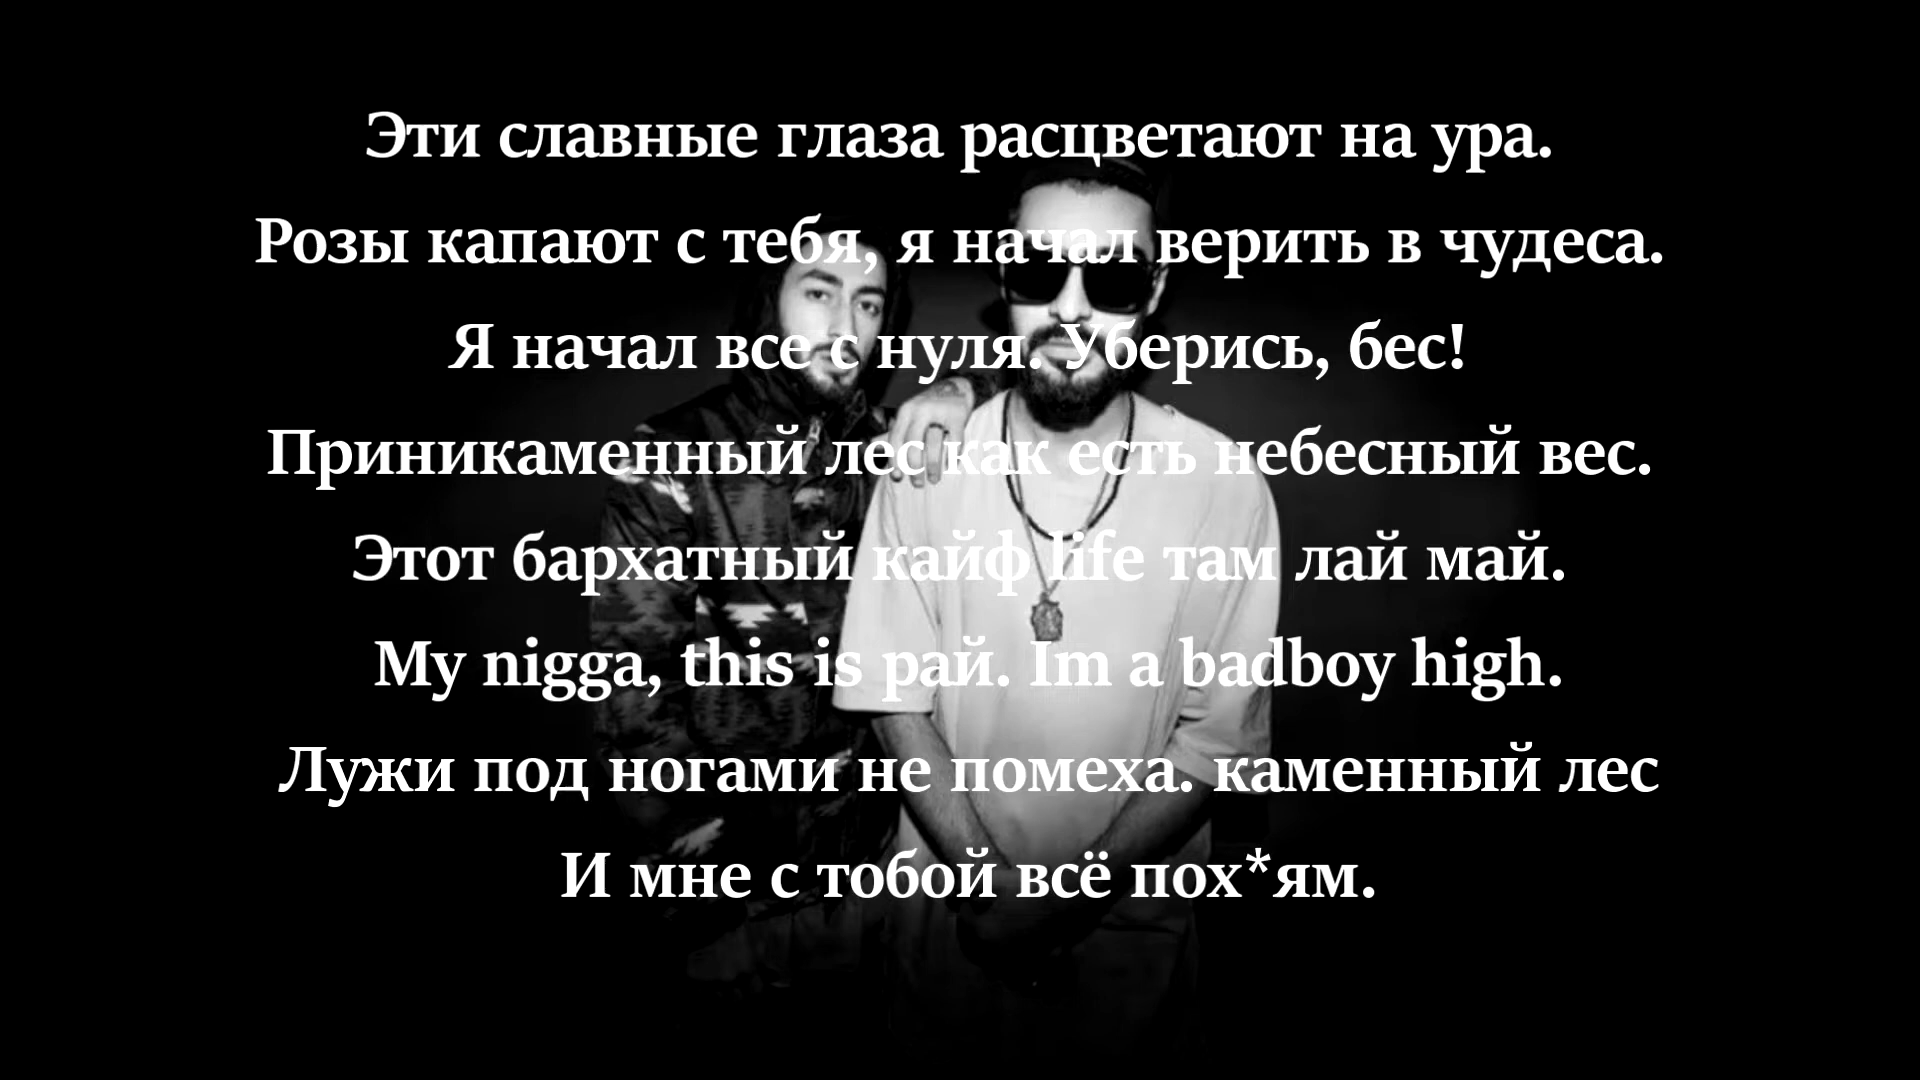 Эти славные глаза расцветают на ура.
Розы капают с тебя, я начал верить в чудеса.
Я начал все с нуля. Уберись, бес!
Приникаменный лес как есть небесный вес.
Этот бархатный кайф life там лай май.
My nigga, this is рай. Im a badboy high.
Лужи под ногами не помеха. каменный лес
И мне с тобой всё пох*ям.